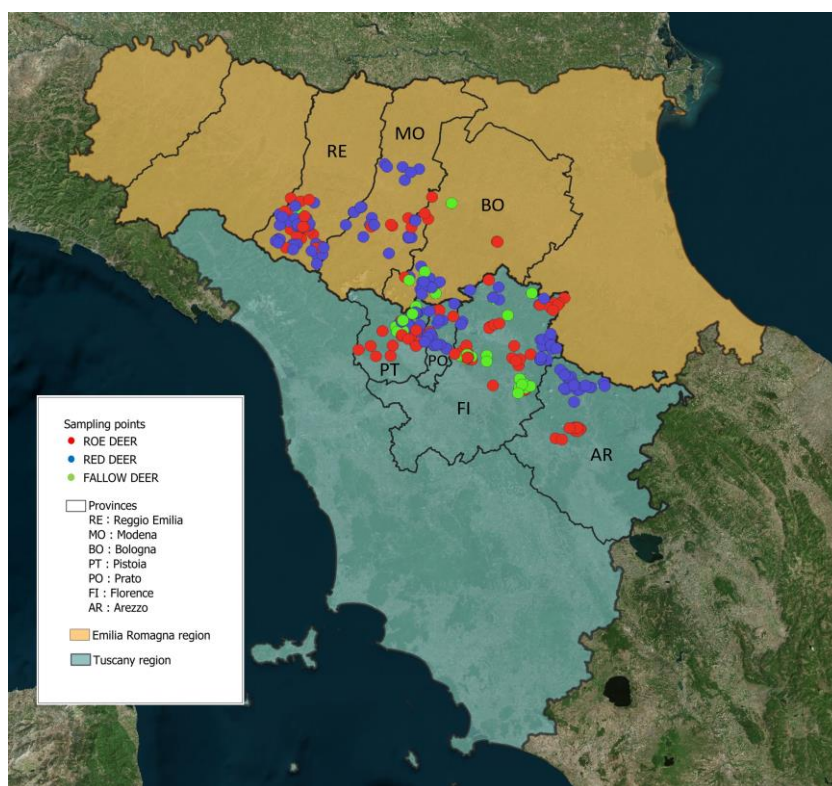 RE
MO
BO
PT
PO
FI
AR
Sampling points
ROE DEER
RED DEER
FALLOW DEER
Provinces
RE : Reggio Emilia
MO : Modena
BO : Bologna
PT : Pistoia
PO : Prato
FI : Florence
AR : Arezzo
Emilia Romagna region
Tuscany region